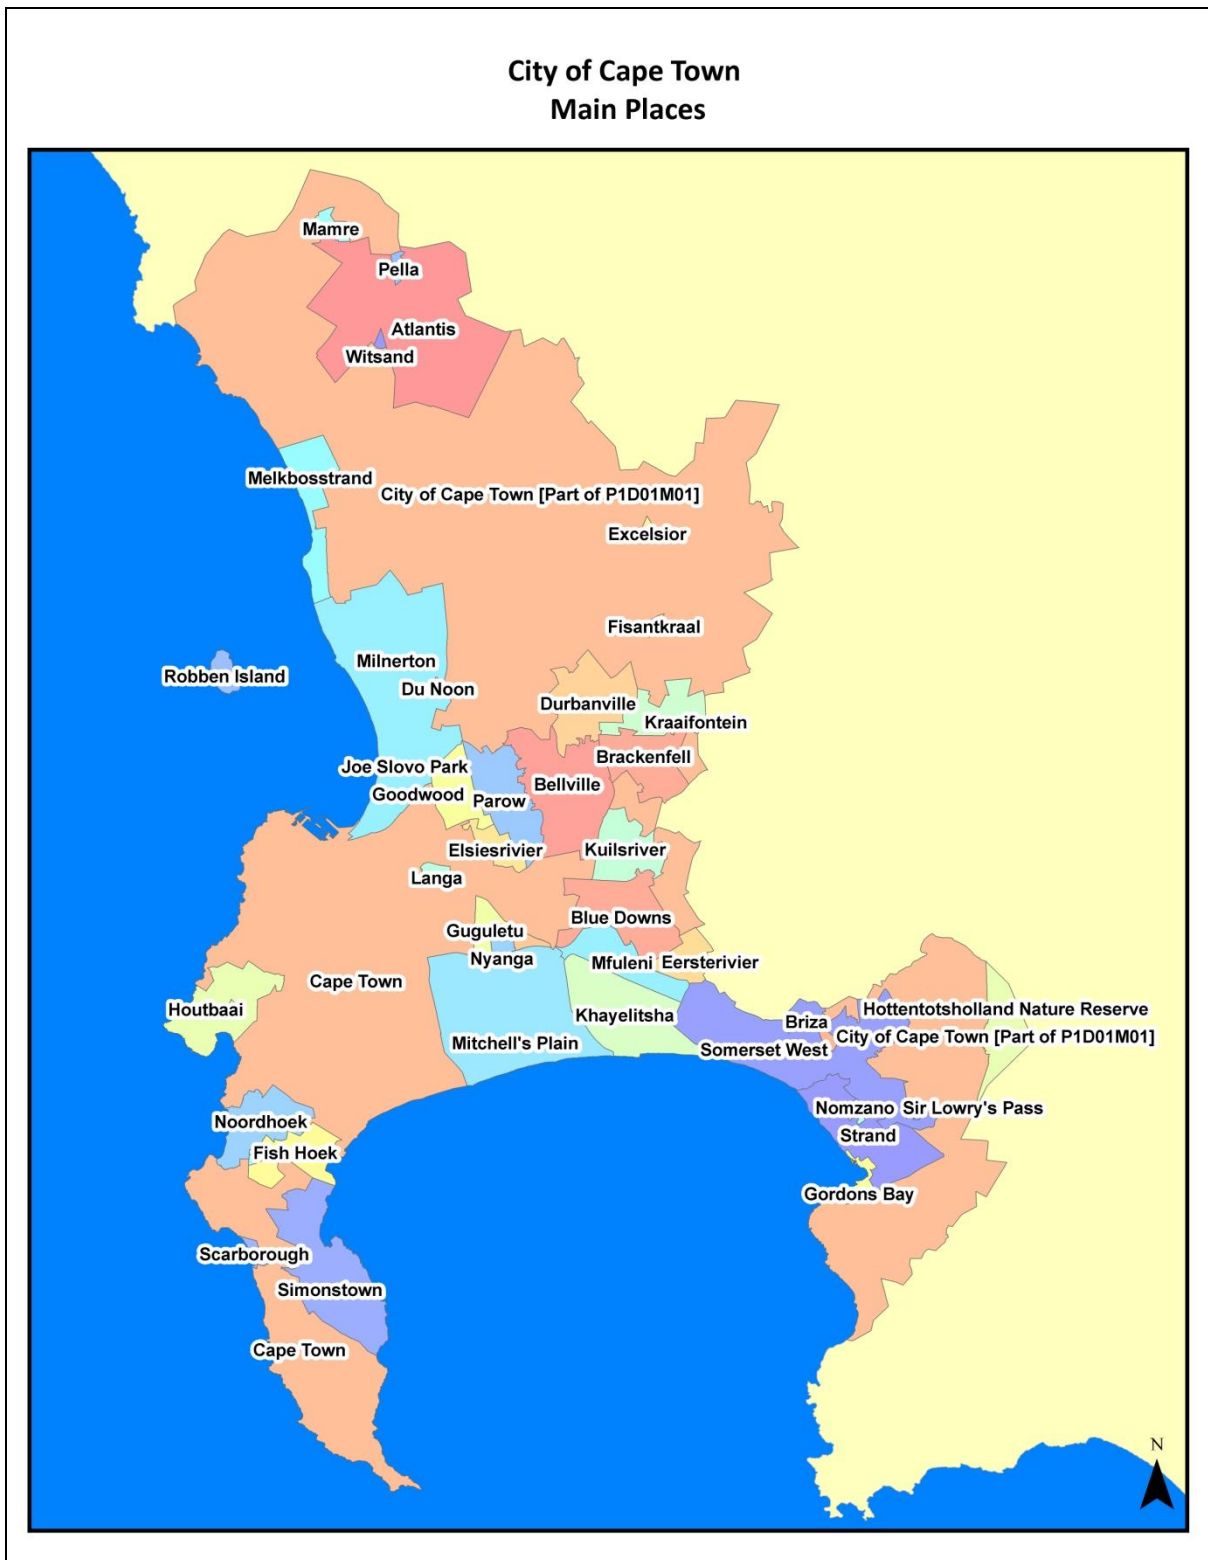 City of Cape Town
Main Places
Mamre
Pella
Atlantis
Witsand
Melkbosstrand
City of Cape Town [Part of P1D01M01]
Excelsior
Fisantkraal
Milnerton
Robben Island
Du Noon
Durbanville
Kraaifontein
Brackenfell
Joe Slovo Park
Bellville
Goodwood
Parow
Elsiesrivier
Kuilsriver
Langa
Blue Downs
Guguletu
Nyanga
Mfuleni
Eersterivier
Cape Town
Houtbaai
Hottentotsholland Nature Reserve
Khayelitsha
Briza
City of Cape Town [Part of P1D01M01]
Mitchell's Plain
Somerset West
Nomzano
Sir Lowry's Pass
Noordhoek
Strand
Fish Hoek
Gordons Bay
Scarborough
Simonstown
Cape Town
N